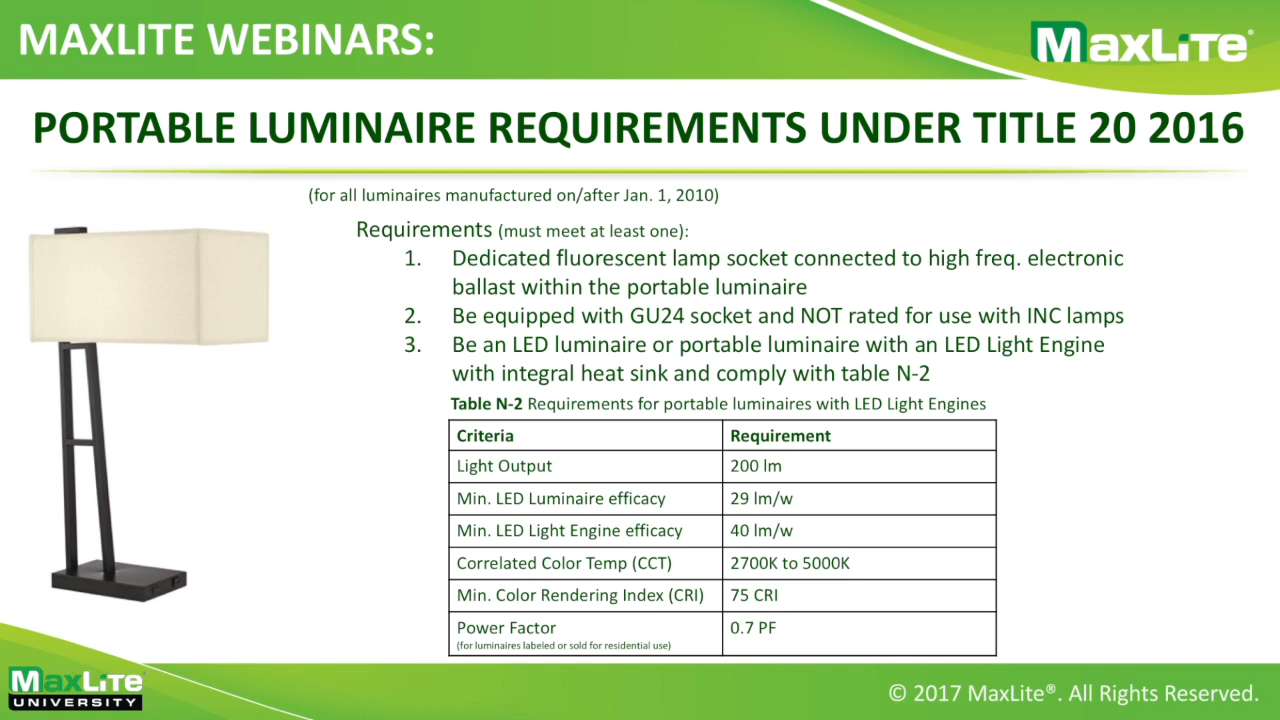 MAXLITE WEBINARS:
MaxLite®
PORTABLE LUMINAIRE REQUIREMENTS UNDER TITLE 20 2016
(for all luminaires manufactured on/after Jan. 1, 2010)
Requirements (must meet at least one):
1. Dedicated fluorescent lamp socket connected to high freq. electronic
ballast within the portable luminaire
2. Be equipped with GU24 socket and NOT rated for use with INC lamps
3. Be an LED luminaire or portable luminaire with an LED Light Engine
with integral heat sink and comply with table N-2
Table N-2 Requirements for portable luminaires with LED Light Engines
Criteria Requirement
Light Output 200 lm
Min. LED Luminaire efficacy 29 lm/w
Min. LED Light Engine efficacy 40 lm/w
Correlated Color Temp (CCT) 2700K to 5000K
Min. Color Rendering Index (CRI) 75 CRI
Power Factor 0.7 PF
(for luminaires labeled or sold for residential use)
MaxLite
UNIVERSITY
© 2017 MaxLite®. All Rights Reserved.